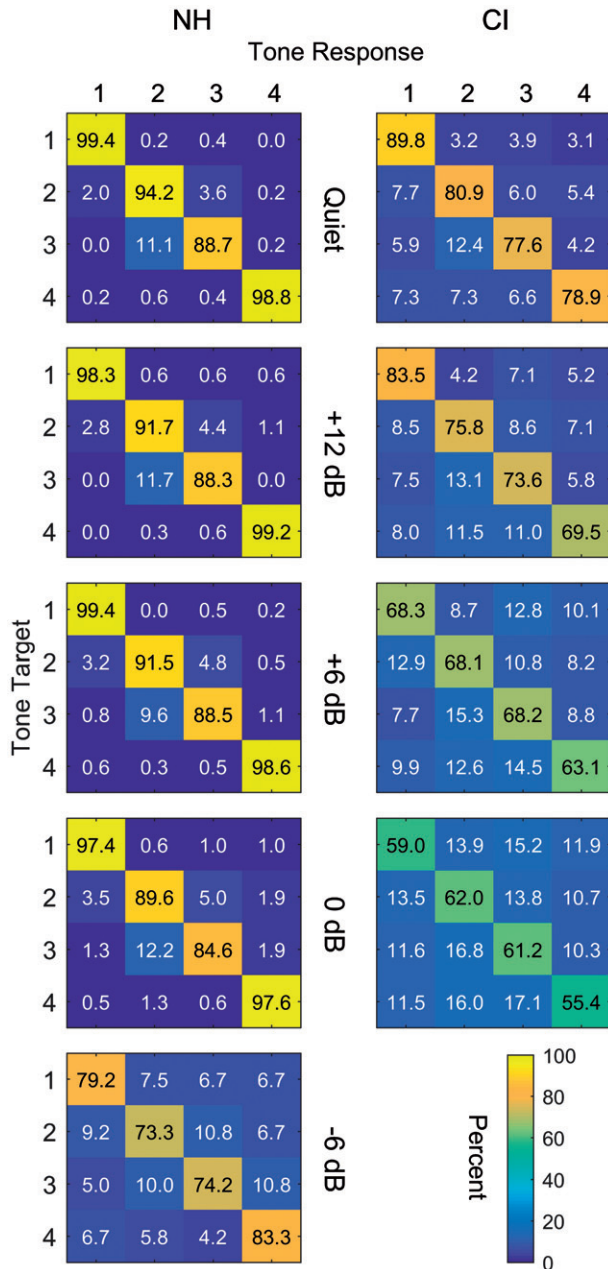 NH CI
Tone Response
1 2 3 4 1 2 3 4
1 99.4 0.2 0.4 0.0 89.8 3.2 3.9 3.1
2 2.0 94.2 3.6 0.2 7.7 80.9 6.0 5.4
Quiet
3 0.0 11.1 88.7 0.2 5.9 12.4 77.6 4.2
4 0.2 0.6 0.4 98.8 7.3 7.3 6.6 78.9
1 98.3 0.6 0.6 0.6 83.5 4.2 7.1 5.2
2 2.8 91.7 4.4 1.1 8.5 75.8 8.6 7.1
+12 dB
3 0.0 11.7 88.3 0.0 7.5 13.1 73.6 5.8
4 0.0 0.3 0.6 99.2 8.0 11.5 11.0 69.5
Tone Target
1 99.4 0.0 0.5 0.2 68.3 8.7 12.8 10.1
2 3.2 91.5 4.8 0.5 12.9 68.1 10.8 8.2
+6 dB
3 0.8 9.6 88.5 1.1 7.7 15.3 68.2 8.8
4 0.6 0.3 0.5 98.6 9.9 12.6 14.5 63.1
1 97.4 0.6 1.0 1.0 59.0 13.9 15.2 11.9
2 3.5 89.6 5.0 1.9 13.5 62.0 13.8 10.7
0 dB
3 1.3 12.2 84.6 1.9 11.6 16.8 61.2 10.3
4 0.5 1.3 0.6 97.6 11.5 16.0 17.1 55.4
1 79.2 7.5 6.7 6.7
2 9.2 73.3 10.8 6.7
-6 dB
3 5.0 10.0 74.2 10.8
4 6.7 5.8 4.2 83.3
Percent
100
80
60
40
20
0